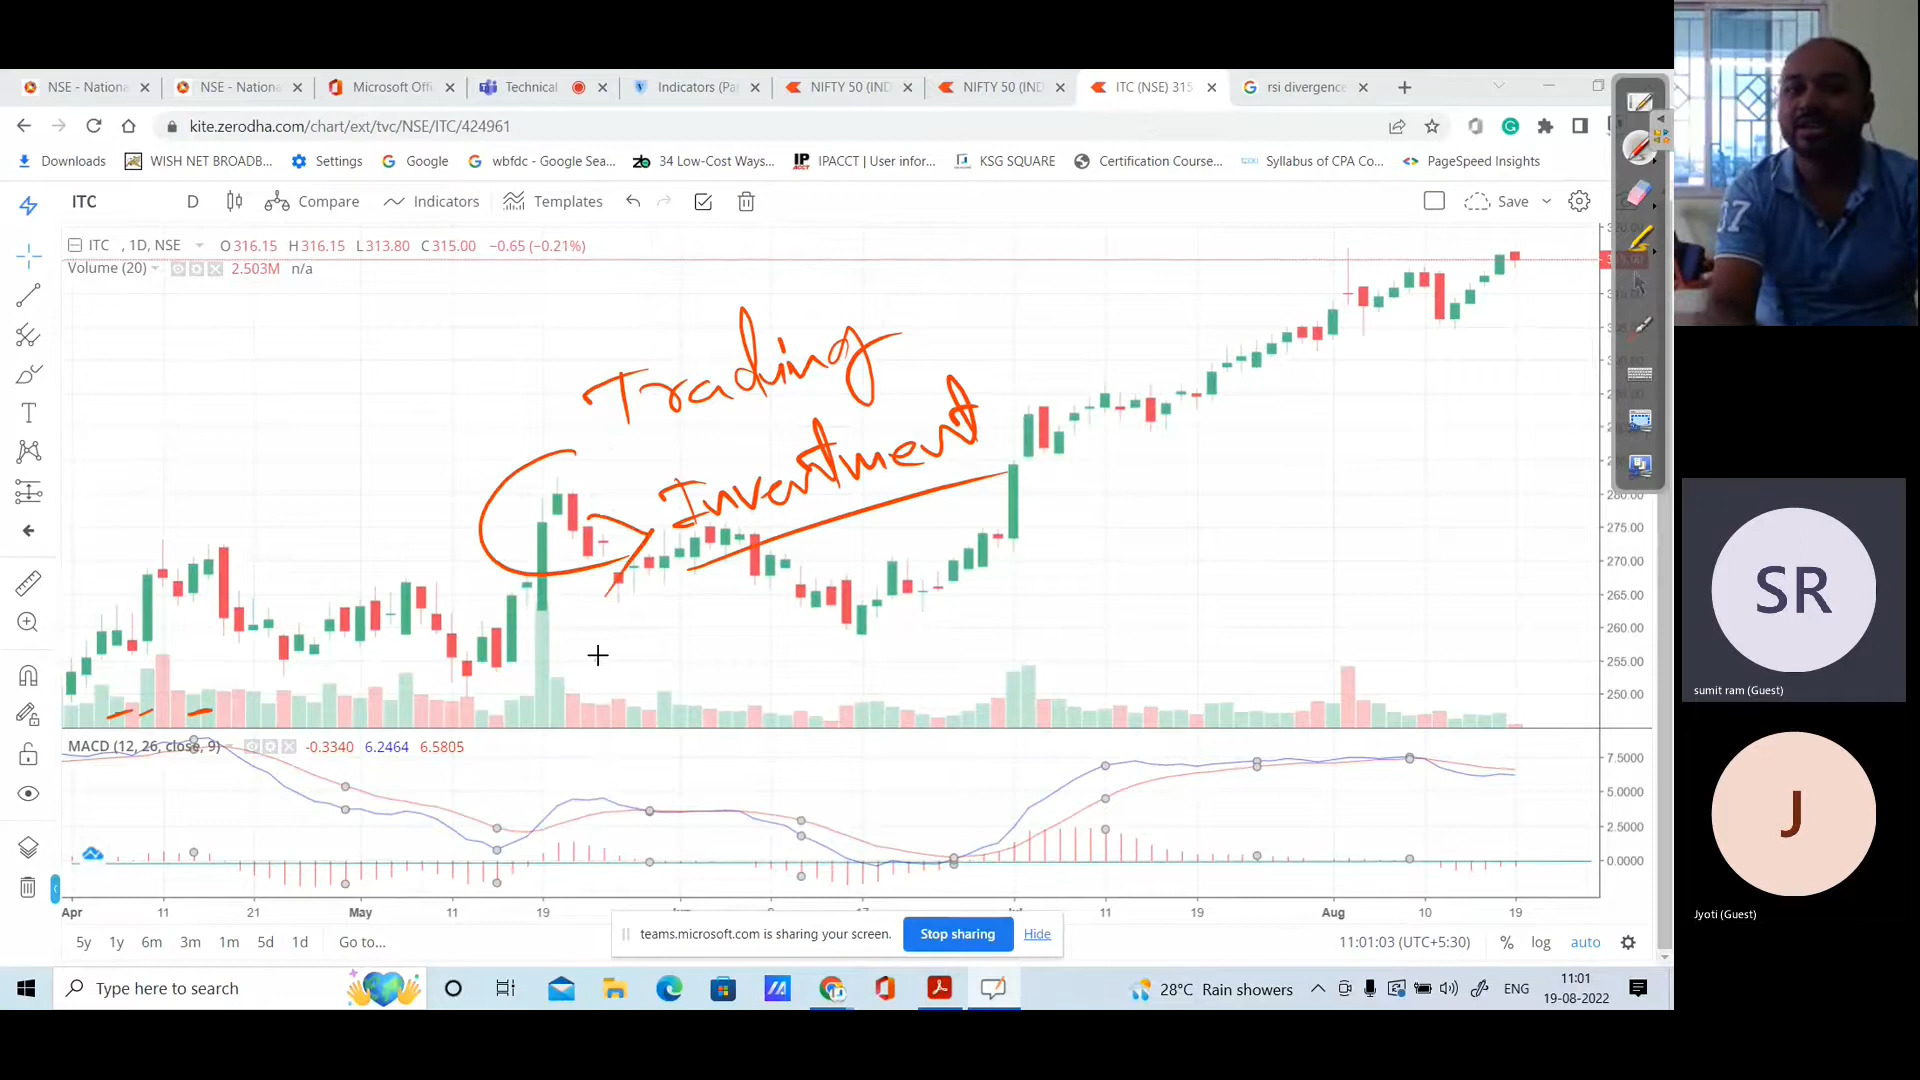 NSE - Nationa
NSE - Nationa
Microsoft Offi
Technical
Indicators (Pa
NIFTY 50 (IND
NIFTY 50 (IND
ITC (NSE) 315
rsi divergence
kite.zerodha.com/chart/ext/tvc/NSE/ITC/424961
Downloads
WISH NET BROADB...
Settings
Google
wbfdc - Google Sea...
34 Low-Cost Ways...
IPACCT | User infor...
KSG SQUARE
Certification Course...
Syllabus of CPA Co...
PageSpeed Insights
ITC D Compare Indicators Templates Save
ITC , 1D, NSE O316.15 H316.15 L313.80 C315.00 −0.65 (−0.21%)
Volume (20) 2.503M n/a
Trading
Investment
280.00
275.00
270.00
265.00
260.00
255.00
250.00
MACD (12, 26, close, 9) -0.3340 6.2464 6.5805
7.5000
5.0000
2.5000
0.0000
Apr 11 21 May 11 19 11 19 Aug 10 19
teams.microsoft.com is sharing your screen. Stop sharing Hide
5y 1y 6m 3m 1m 5d 1d Go to... 11:01:03 (UTC+5:30) % log auto
Type here to search
28°C Rain showers
ENG
11:01
19-08-2022
SR
sumit ram (Guest)
J
Jyoti (Guest)